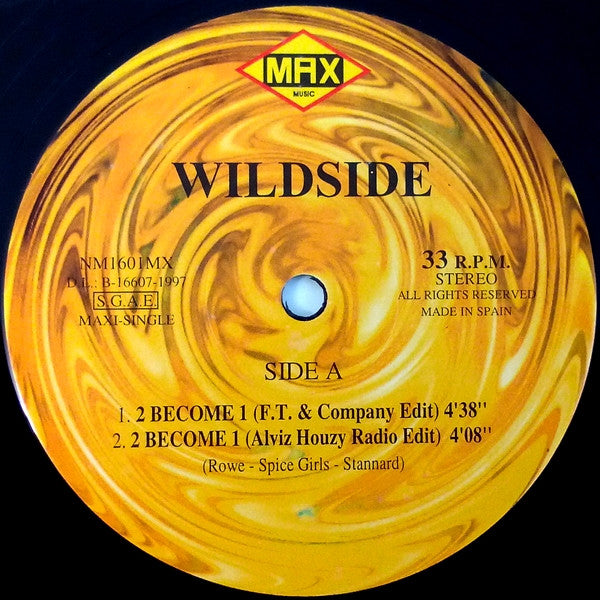 MAX
MUSIC
WILDSIDE
NM1601MX
D.L.: B-16607-1997
S.G.A.E.
MAXI-SINGLE
33 R.P.M.
STEREO
ALL RIGHTS RESERVED
MADE IN SPAIN
SIDE A
1. 2 BECOME 1 (F.T. & Company Edit) 4'38''
2. 2 BECOME 1 (Alviz Houzy Radio Edit) 4'08''
(Rowe - Spice Girls - Stannard)